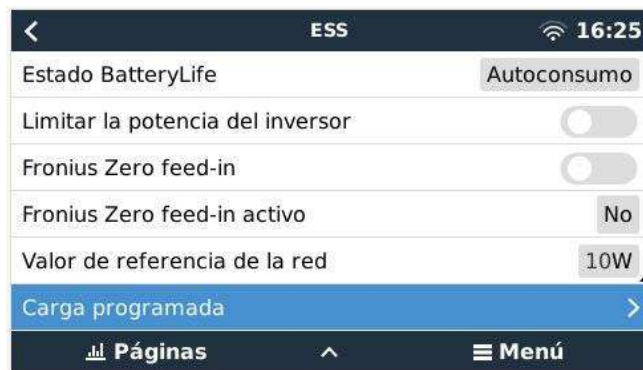 ESS 16:25
Estado BatteryLife Autoconsumo
Limitar la potencia del inversor
Fronius Zero feed-in
Fronius Zero feed-in activo No
Valor de referencia de la red 10W
Carga programada
Páginas Menú